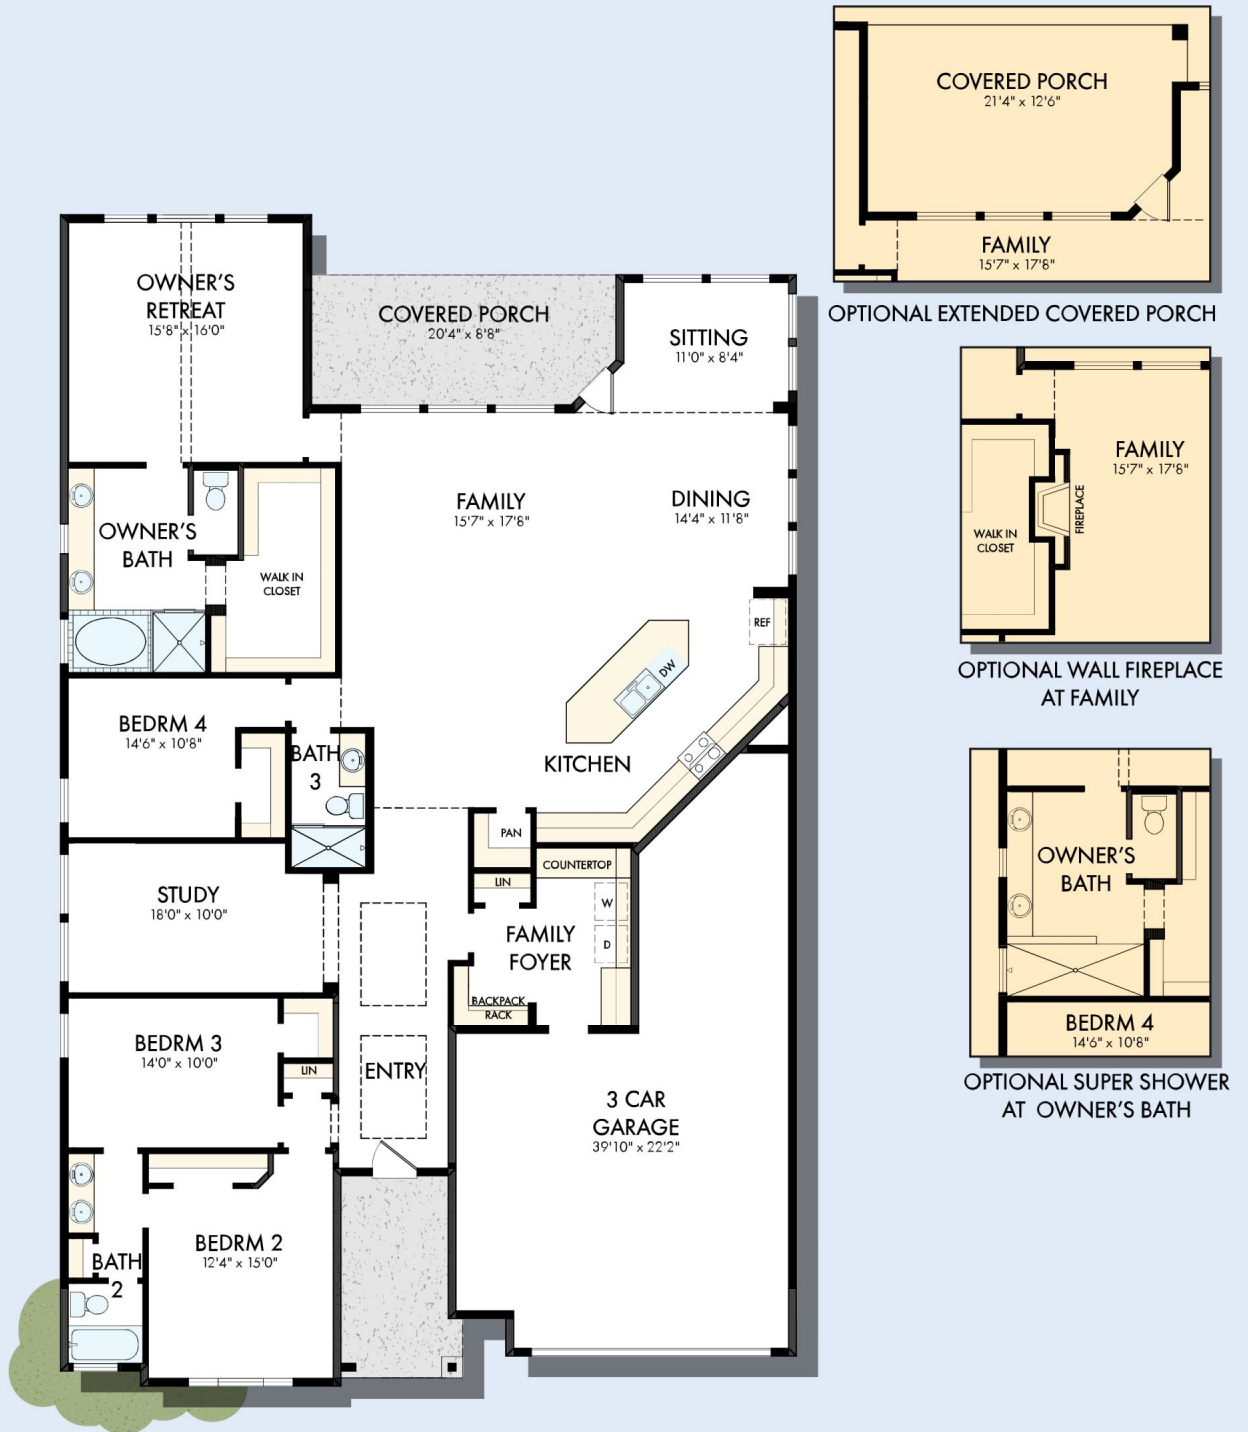 COVERED PORCH
21'4" x 12'6"
FAMILY
15'7" x 17'8"
OPTIONAL EXTENDED COVERED PORCH
OWNER'S
RETREAT
15'8" x 16'0"
COVERED PORCH
20'4" x 8'8"
SITTING
11'0" x 8'4"
FAMILY
15'7" x 17'8"
WALK IN
CLOSET
FIREPLACE
OPTIONAL WALL FIREPLACE
AT FAMILY
OWNER'S
BATH
WALK IN
CLOSET
FAMILY
15'7" x 17'8"
DINING
14'4" x 11'8"
REF
DW
KITCHEN
BEDRM 4
14'6" x 10'8"
BATH
3
PAN
COUNTERTOP
LIN
W
D
FAMILY
FOYER
BACKPACK
RACK
STUDY
18'0" x 10'0"
OWNER'S
BATH
BEDRM 4
14'6" x 10'8"
OPTIONAL SUPER SHOWER
AT OWNER'S BATH
BEDRM 3
14'0" x 10'0"
LIN
ENTRY
3 CAR
GARAGE
39'10" x 22'2"
BEDRM 2
12'4" x 15'0"
BATH
2